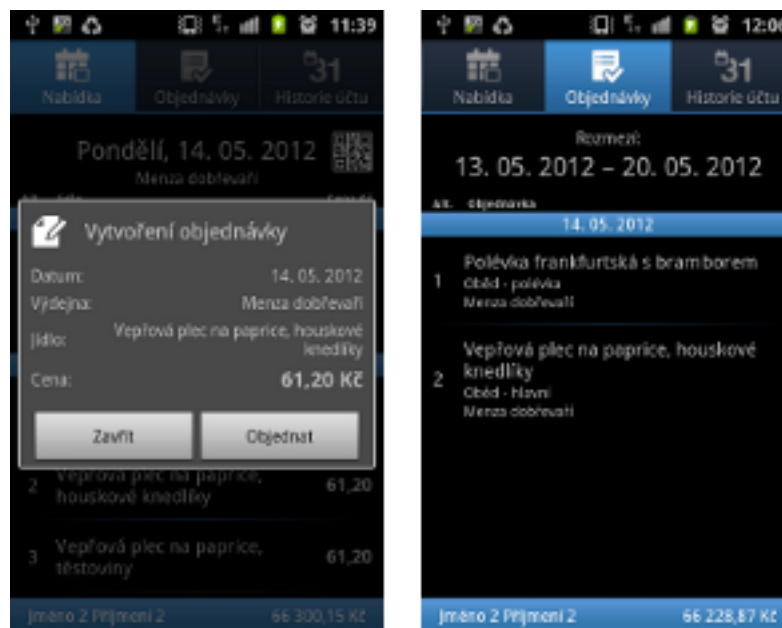 11:39
Nabídka
Objednávky
31
Historie účtu
Pondělí, 14. 05. 2012
Menza dobřevaří
Vytvoření objednávky
Datum: 14. 05. 2012
Výdejna: Menza dobřevaří
Jídlo: Vepřová plec na paprice, houskové
knedlíky
Cena: 61,20 Kč
Zavřít
Objednat
2 Vepřová plec na paprice, 61,20
houskové knedlíky
3 Vepřová plec na paprice, 61,20
těstoviny
Jméno 2 Příjmení 2 66 300,15 Kč
12:06
Nabídka
Objednávky
31
Historie účtu
Rozmezí:
13. 05. 2012 – 20. 05. 2012
Alt. Objednávka
14. 05. 2012
1 Polévka frankfurtská s bramborem
Oběd - polévka
Menza dobřevaří
2 Vepřová plec na paprice, houskové
knedlíky
Oběd - hlavní
Menza dobřevaří
Jméno 2 Příjmení 2 66 228,87 Kč